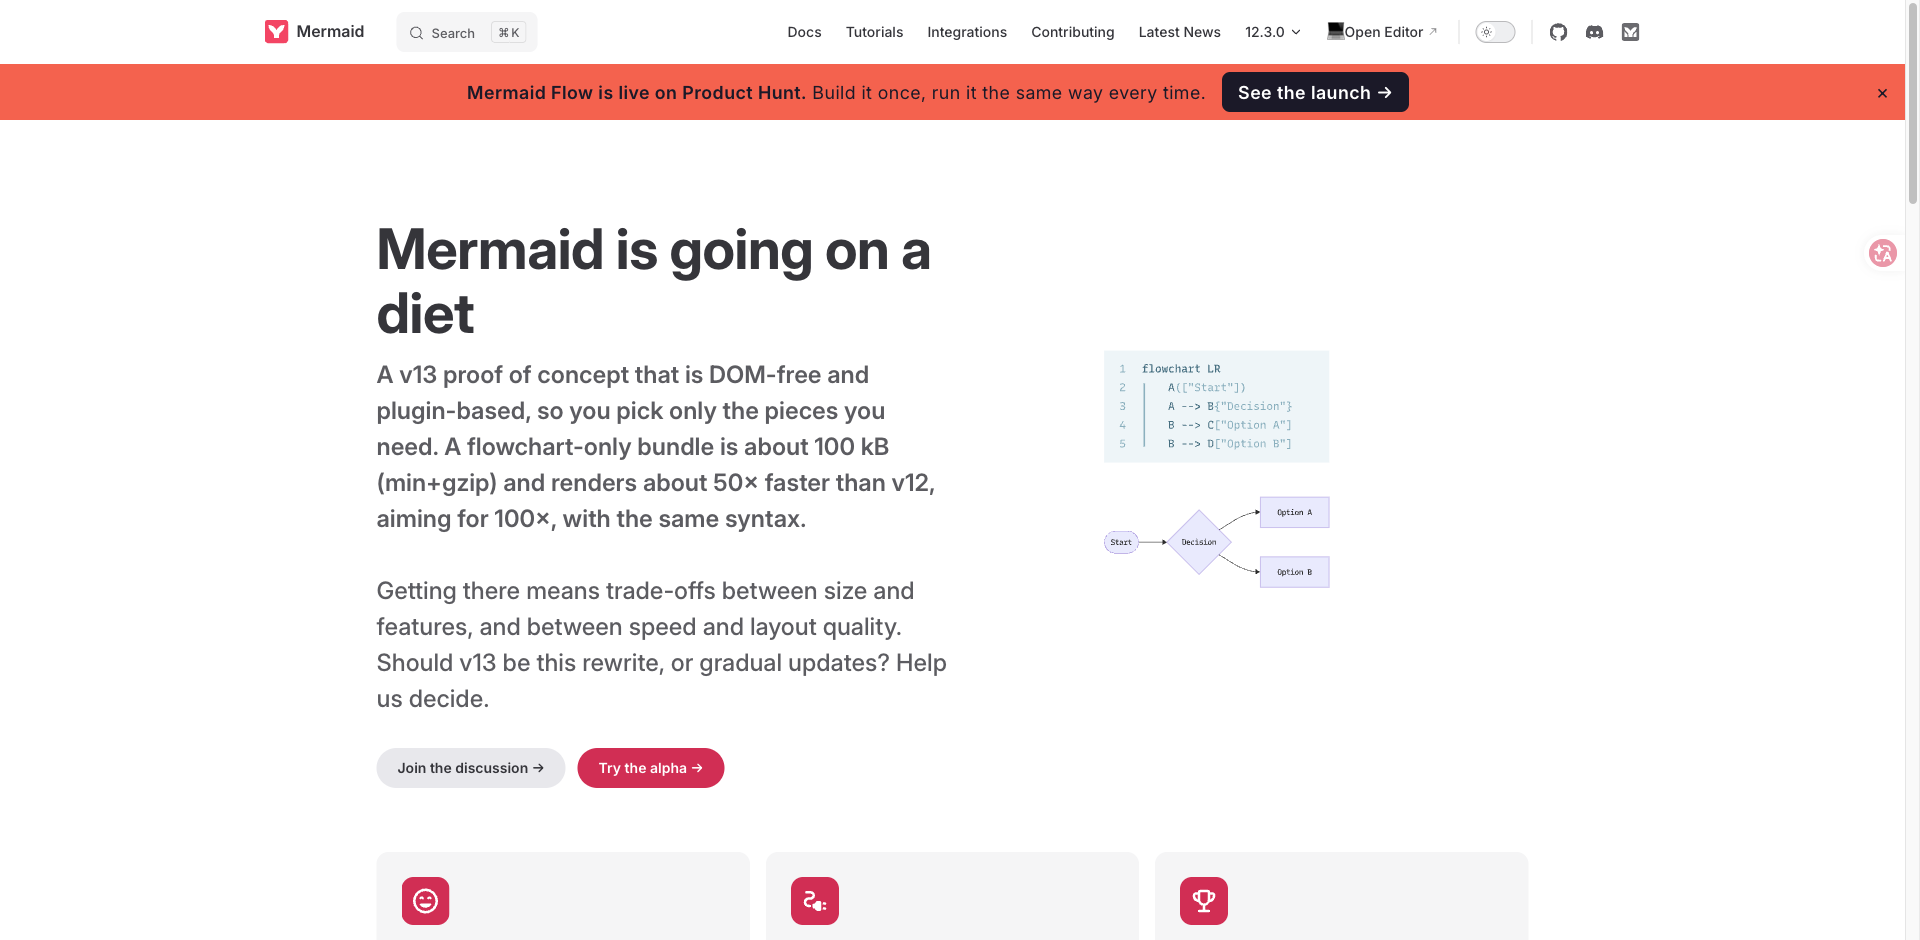 Mermaid
Search ⌘ K
Docs Tutorials Integrations Contributing Latest News 12.3.0 Open Editor
Mermaid Flow is live on Product Hunt. Build it once, run it the same way every time. See the launch →
Mermaid is going on a
diet
A v13 proof of concept that is DOM-free and
plugin-based, so you pick only the pieces you
need. A flowchart-only bundle is about 100 kB
(min+gzip) and renders about 50× faster than v12,
aiming for 100×, with the same syntax.
Getting there means trade-offs between size and
features, and between speed and layout quality.
Should v13 be this rewrite, or gradual updates? Help
us decide.
Join the discussion → Try the alpha →
1 flowchart LR
2 A(["Start"])
3 A --> B{"Decision"}
4 B --> C["Option A"]
5 B --> D["Option B"]
Start
Decision
Option A
Option B